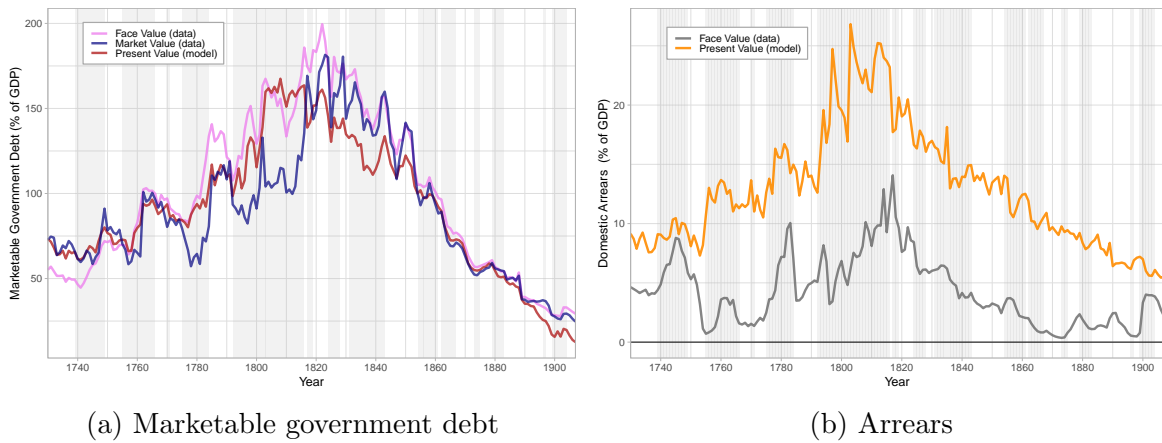 Marketable Government Debt (% of GDP)
200
150
100
50
Face Value (data)
Market Value (data)
Present Value (model)
1740
1760
1780
1800
1820
1840
1860
1880
1900
Year
(a) Marketable government debt
Domestic Arrears (% of GDP)
20
10
0
Face Value (data)
Present Value (model)
1740
1760
1780
1800
1820
1840
1860
1880
1900
Year
(b) Arrears